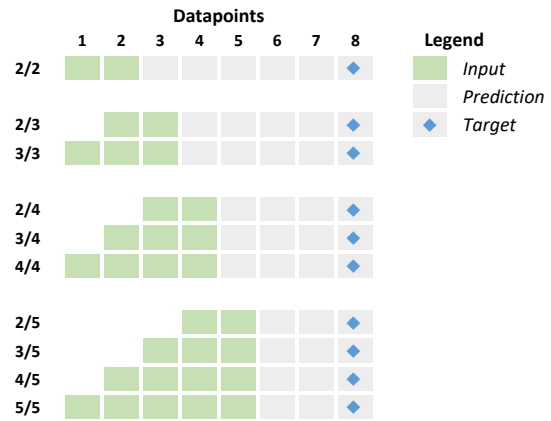 Datapoints
1 2 3 4 5 6 7 8
Legend
2/2
Input
Prediction
2/3
Target
3/3
2/4
3/4
4/4
2/5
3/5
4/5
5/5